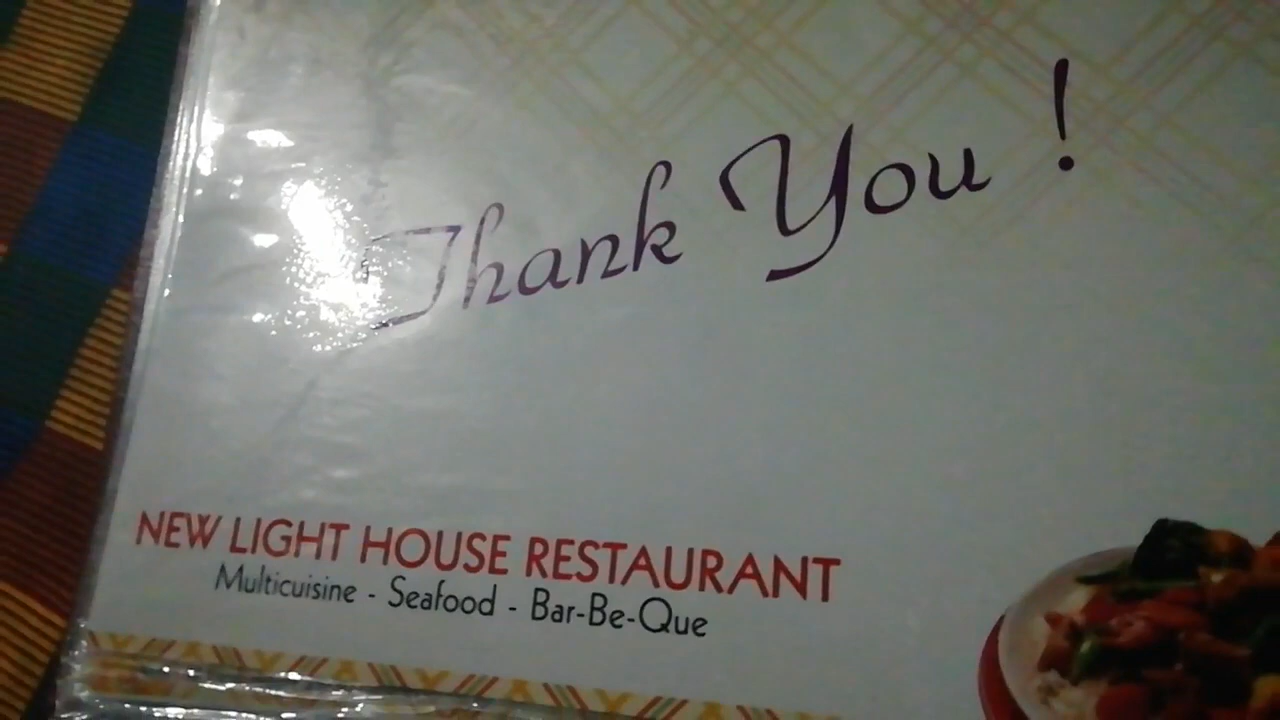 Thank You !
NEW LIGHT HOUSE RESTAURANT
Multicuisine - Seafood - Bar-Be-Que